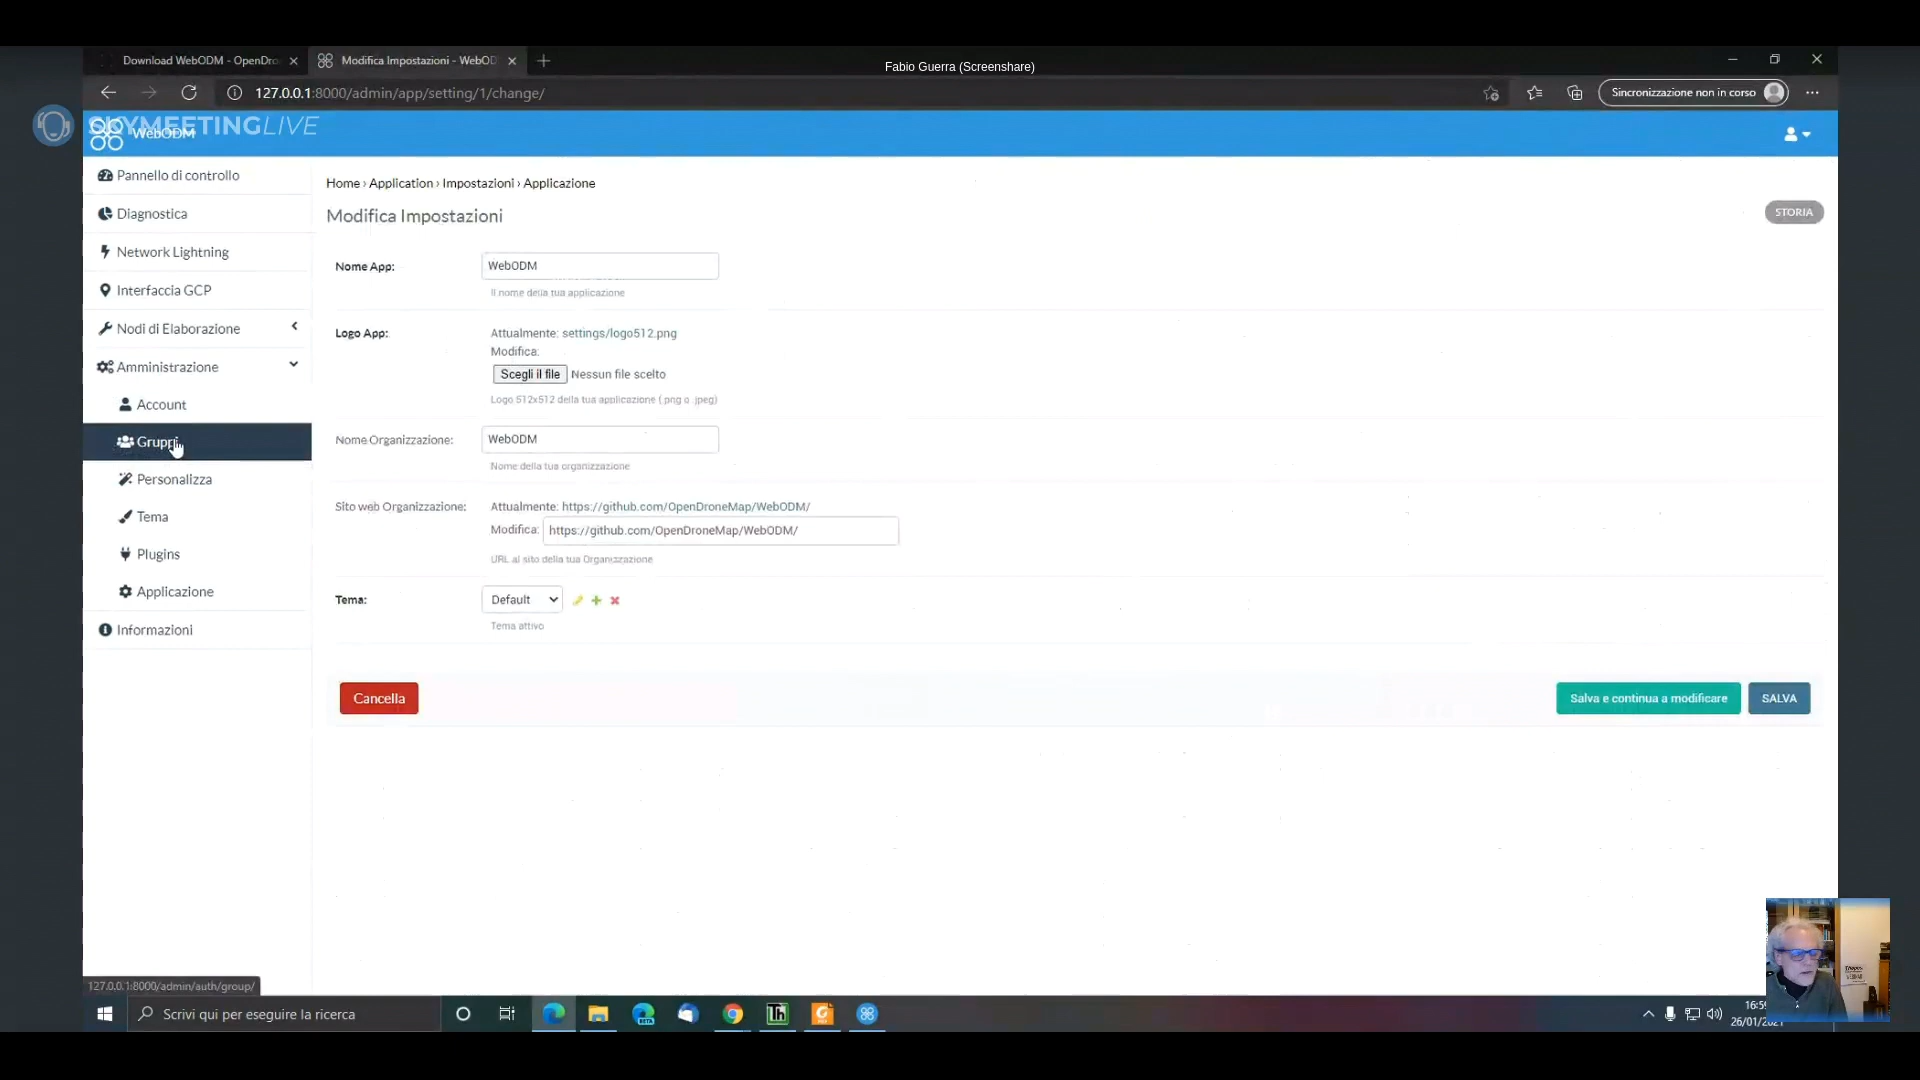 Download WebODM - OpenDro
Modifica Impostazioni - WebOD
Fabio Guerra (Screenshare)
127.0.0.1:8000/admin/app/setting/1/change/
Sincronizzazione non in corso
SKYMEETINGLIVE
WebODM
Pannello di controllo
Diagnostica
Network Lightning
Interfaccia GCP
Nodi di Elaborazione
Amministrazione
Account
Gruppi
Personalizza
Tema
Plugins
Applicazione
Informazioni
Home › Application › Impostazioni › Applicazione
Modifica Impostazioni
STORIA
Nome App:
WebODM
Il nome della tua applicazione
Logo App:
Attualmente: settings/logo512.png
Modifica:
Scegli il file Nessun file scelto
Logo 512x512 della tua applicazione (.png o .jpeg)
Nome Organizzazione:
WebODM
Nome della tua organizzazione
Sito web Organizzazione:
Attualmente: https://github.com/OpenDroneMap/WebODM/
Modifica: https://github.com/OpenDroneMap/WebODM/
URL al sito della tua Organizzazione
Tema:
Default
Tema attivo
Cancella
Salva e continua a modificare
SALVA
127.0.0.1:8000/admin/auth/group/
Scrivi qui per eseguire la ricerca
Th
16:59
26/01/2021